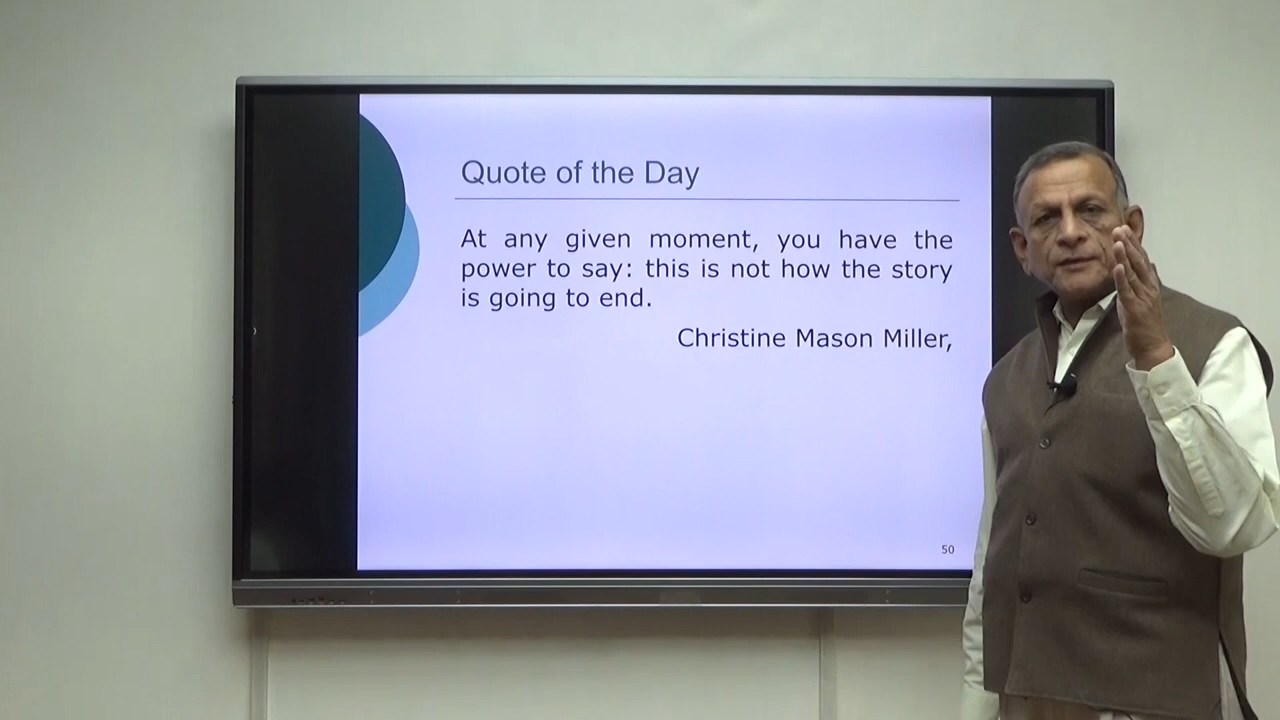 Quote of the Day
At any given moment, you have the
power to say: this is not how the story
is going to end.
Christine Mason Miller,
50